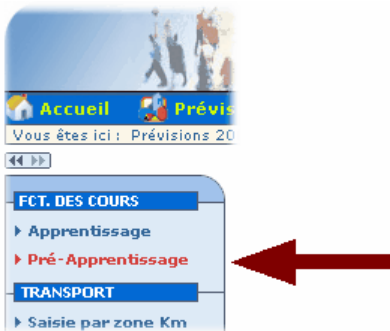 Accueil Prévis
Vous êtes ici : Prévisions 20
FCT. DES COURS
Apprentissage
Pré-Apprentissage
TRANSPORT
Saisie par zone Km